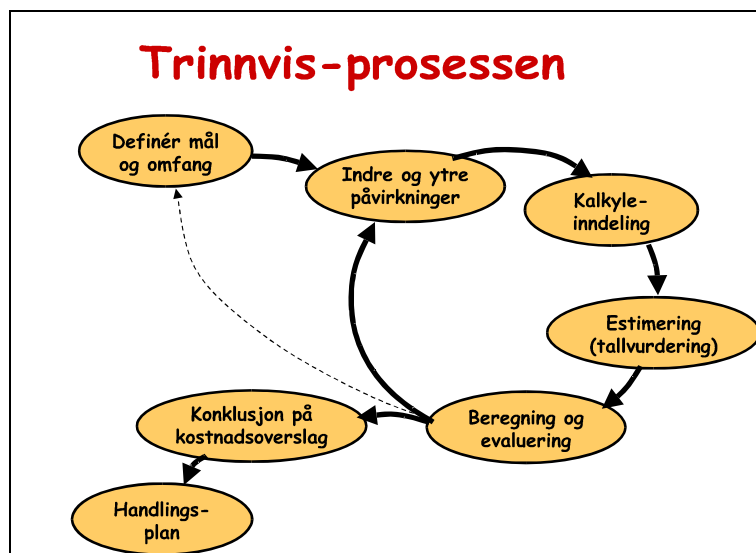 Trinnvis-prosessen
Definér mål
og omfang
Indre og ytre
påvirkninger
Kalkyle-
inndeling
Estimering
(tallvurdering)
Beregning og
evaluering
Konklusjon på
kostnadsoverslag
Handlings-
plan